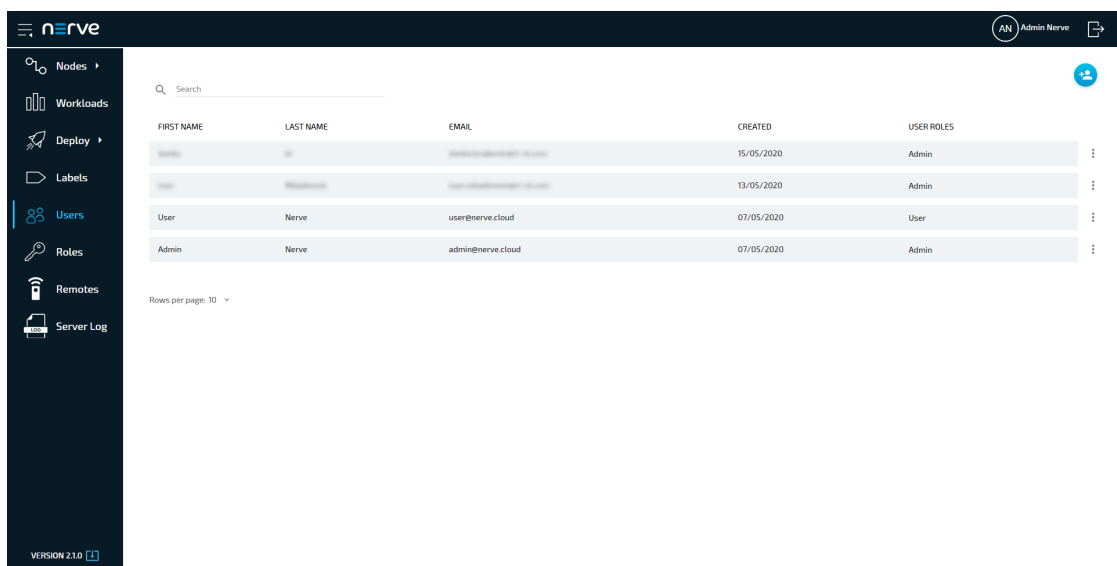 nerve
AN Admin Nerve
Nodes
Workloads
Deploy
Labels
Users
Roles
Remotes
LOG Server Log
VERSION 2.1.0
Search
FIRST NAME LAST NAME EMAIL CREATED USER ROLES
15/05/2020 Admin
13/05/2020 Admin
User Nerve user@nerve.cloud 07/05/2020 User
Admin Nerve admin@nerve.cloud 07/05/2020 Admin
Rows per page: 10